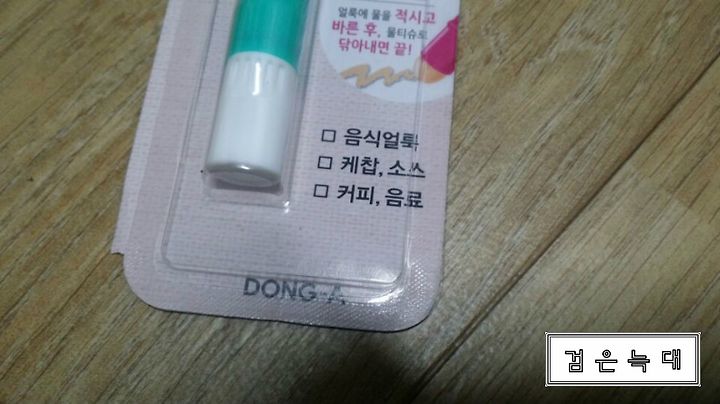 얼룩에 물을 적시고
바른 후, 물티슈로
닦아내면 끝!
□ 음식얼룩
□ 케찹, 소스
□ 커피, 음료
DONG-A
검은늑대